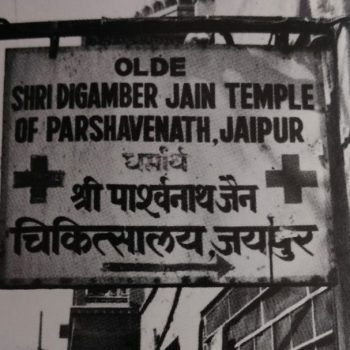 OLDE
SHRI DIGAMBER JAIN TEMPLE
OF PARSHAVENATH, JAIPUR
धर्मार्थ
श्री पार्श्वनाथ जैन
चिकित्सालय, जयपुर